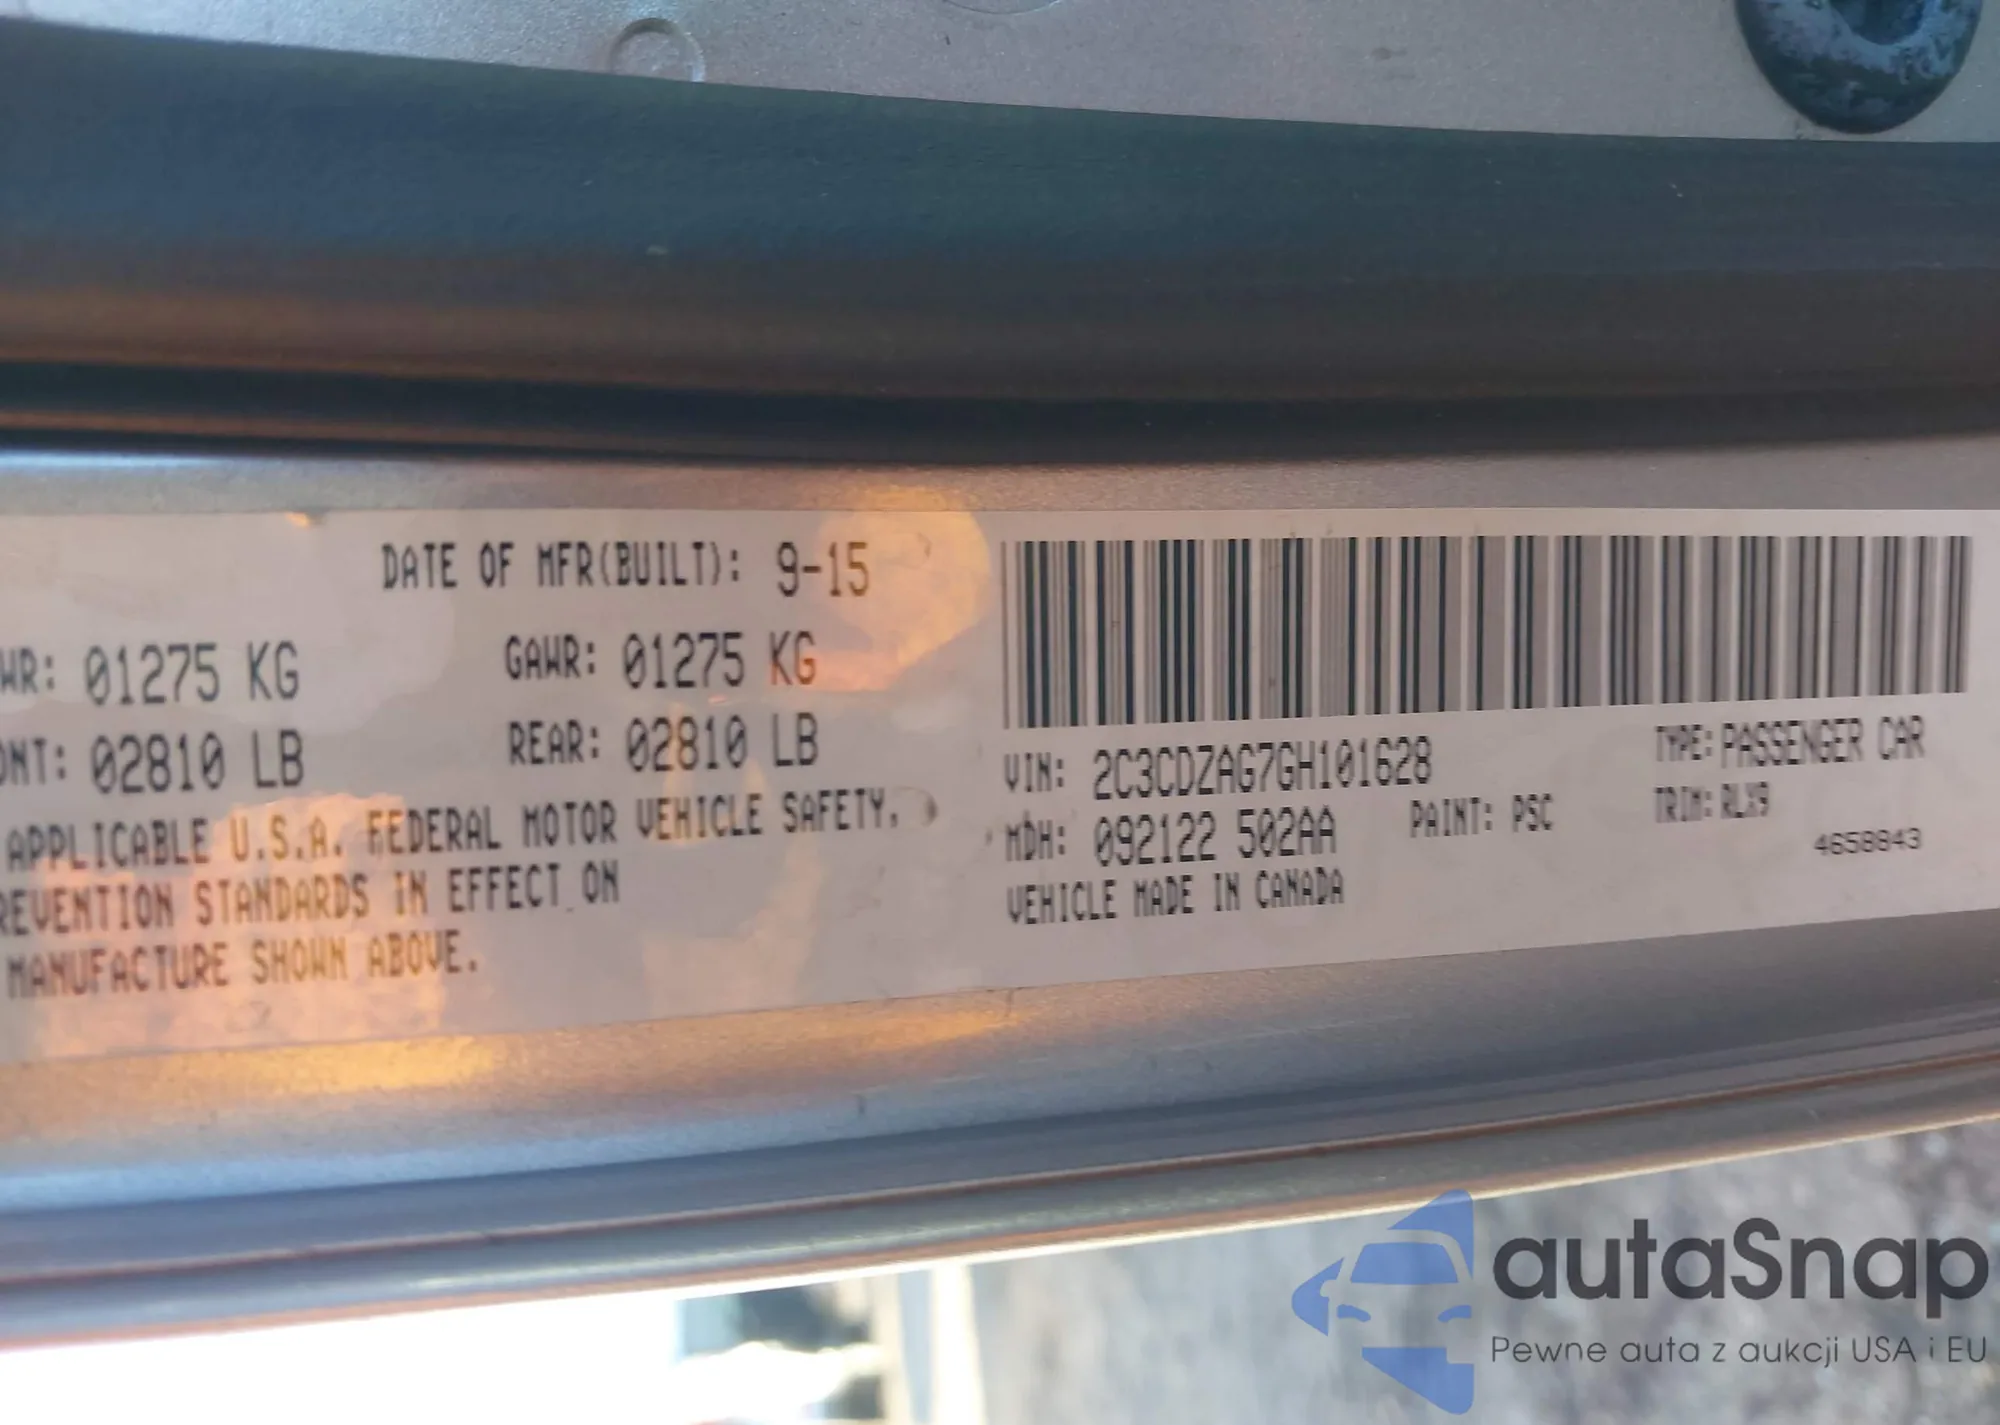 DATE OF MFR(BUILT): 9-15
WR: 01275 KG GAWR: 01275 KG
ONT: 02810 LB REAR: 02810 LB
APPLICABLE U.S.A. FEDERAL MOTOR VEHICLE SAFETY,
REVENTION STANDARDS IN EFFECT ON
MANUFACTURE SHOWN ABOVE.
VIN: 2C3CDZAG7GH101628 TYPE: PASSENGER CAR
MDH: 092122 502AA PAINT: PSC TRIM: RLX9
4658843
VEHICLE MADE IN CANADA
autaSnap
Pewne auta z aukcji USA i EU